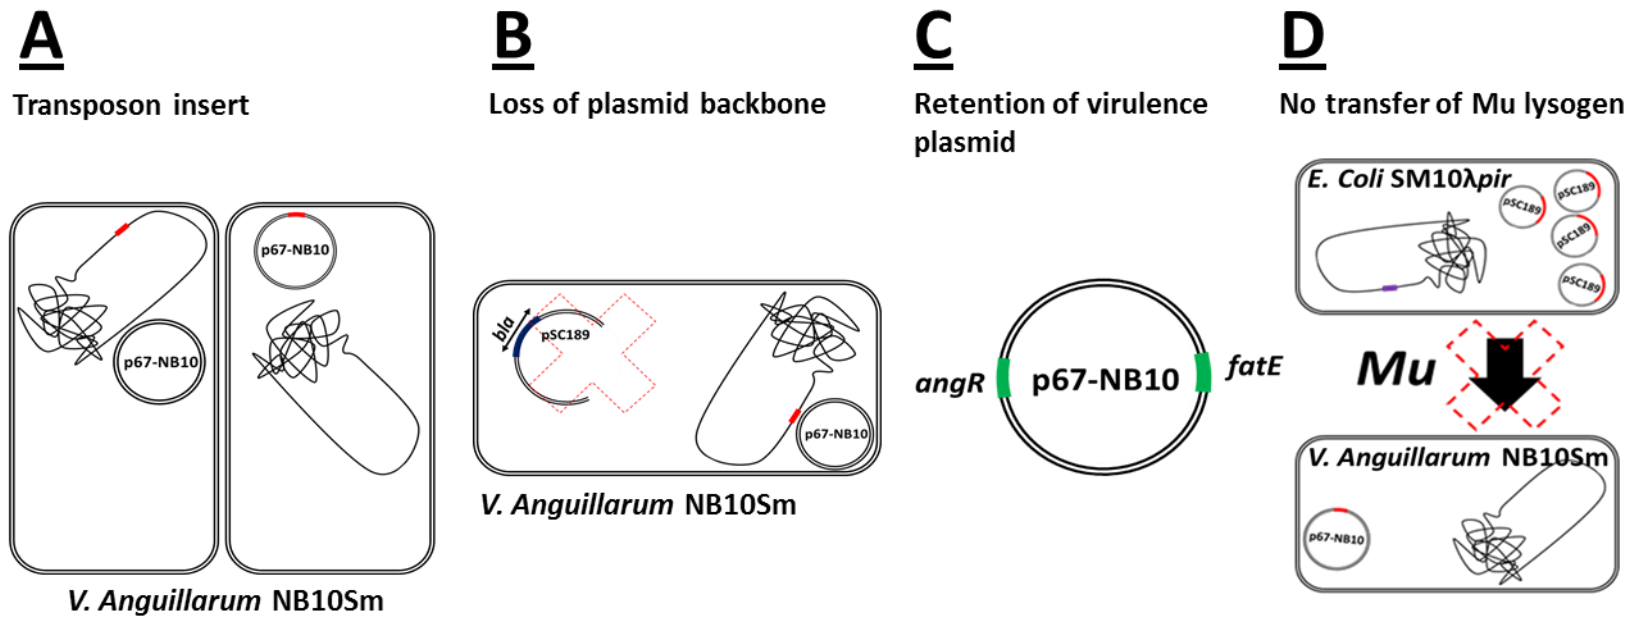 A
Transposon insert
p67-NB10
p67-NB10
V. Anguillarum NB10Sm
B
Loss of plasmid backbone
bla
pSC189
p67-NB10
V. Anguillarum NB10Sm
C
Retention of virulence
plasmid
angR
p67-NB10
fatE
D
No transfer of Mu lysogen
E. Coli SM10λpir
pSC189
pSC189
pSC189
pSC189
Mu
V. Anguillarum NB10Sm
p67-NB10